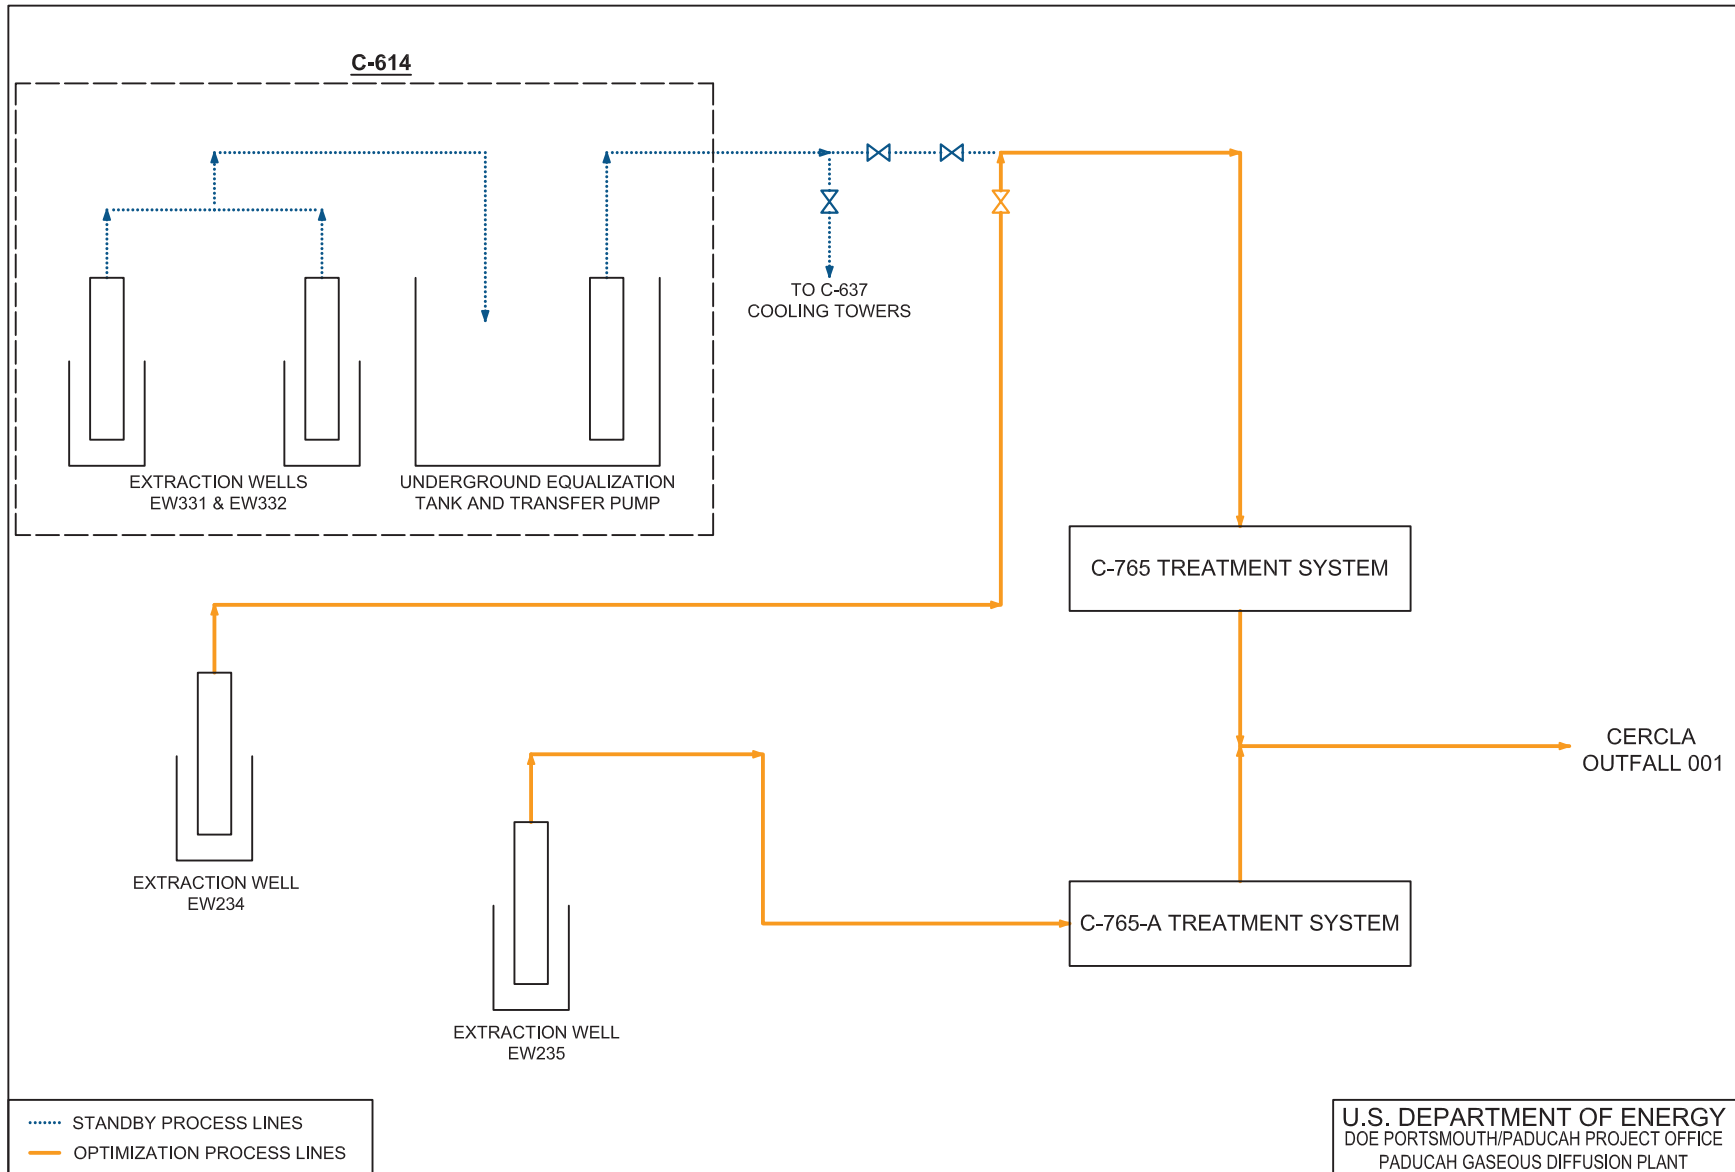 C-614
TO C-637
COOLING TOWERS
EXTRACTION WELLS
EW331 & EW332
UNDERGROUND EQUALIZATION
TANK AND TRANSFER PUMP
C-765 TREATMENT SYSTEM
CERCLA
OUTFALL 001
EXTRACTION WELL
EW234
C-765-A TREATMENT SYSTEM
EXTRACTION WELL
EW235
STANDBY PROCESS LINES
OPTIMIZATION PROCESS LINES
U.S. DEPARTMENT OF ENERGY
DOE PORTSMOUTH/PADUCAH PROJECT OFFICE
PADUCAH GASEOUS DIFFUSION PLANT